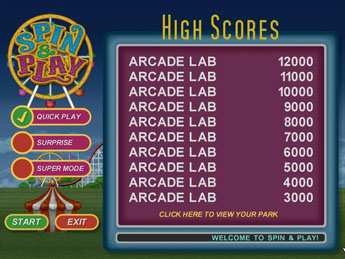 SPIN
&
PLAY
HIGH SCORES
ARCADE LAB 12000
ARCADE LAB 11000
ARCADE LAB 10000
ARCADE LAB 9000
ARCADE LAB 8000
ARCADE LAB 7000
ARCADE LAB 6000
ARCADE LAB 5000
ARCADE LAB 4000
ARCADE LAB 3000
CLICK HERE TO VIEW YOUR PARK
QUICK PLAY
SURPRISE
SUPER MODE
START
EXIT
WELCOME TO SPIN & PLAY!